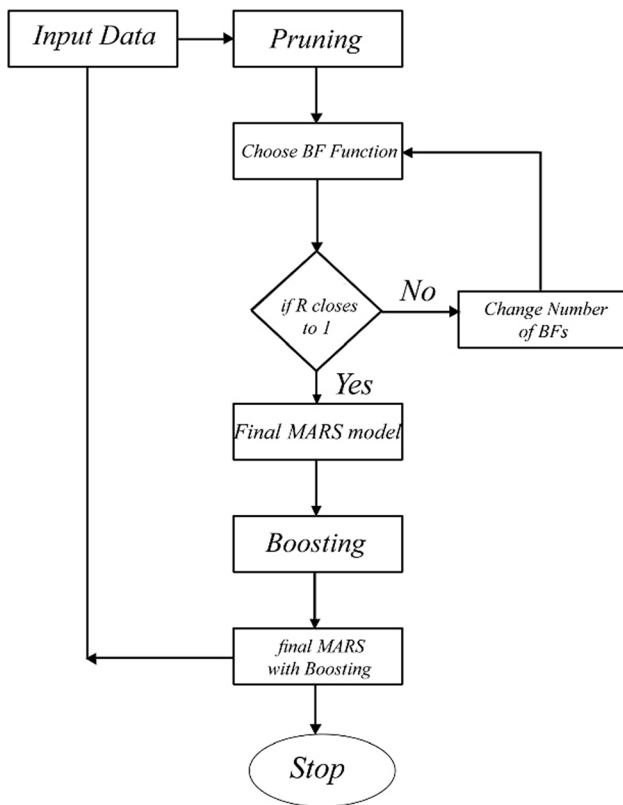 Input Data
Pruning
Choose BF Function
if R closes
to 1
No
Change Number
of BFs
Yes
Final MARS model
Boosting
final MARS
with Boosting
Stop